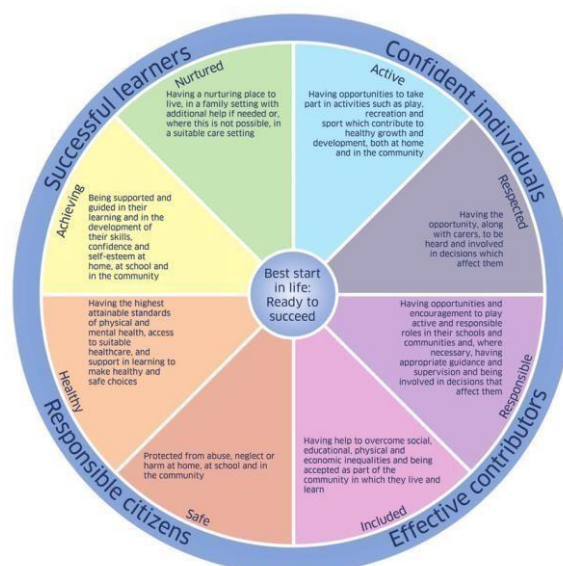 Successful learners
Confident individuals
Nurtured
Having a nurturing place to
live, in a family setting with
additional help if needed or,
where this is not possible, in
a suitable care setting
Active
Having opportunities to take
part in activities such as play,
recreation and
sport which contribute to
healthy growth and
development, both at home
and in the community
Respected
Having the
opportunity, along
with carers, to be
heard and involved
in decisions which
affect them
Responsible
Having opportunities and
encouragement to play
active and responsible
roles in their schools and
communities and, where
necessary, having
appropriate guidance and
supervision and being
involved in decisions that
affect them
Included
Having help to overcome social,
educational, physical and
economic inequalities and being
accepted as part of the
community in which they live and
learn
Safe
Protected from abuse, neglect or
harm at home, at school and in
the community
Healthy
Having the highest
attainable standards
of physical and
mental health, access
to suitable
healthcare, and
support in learning to
make healthy and
safe choices
Achieving
Being supported and
guided in their
learning and in the
development of
their skills,
confidence and
self-esteem at
home, at school and
in the community
Best start
in life:
Ready to
succeed
Responsible citizens
Effective contributors